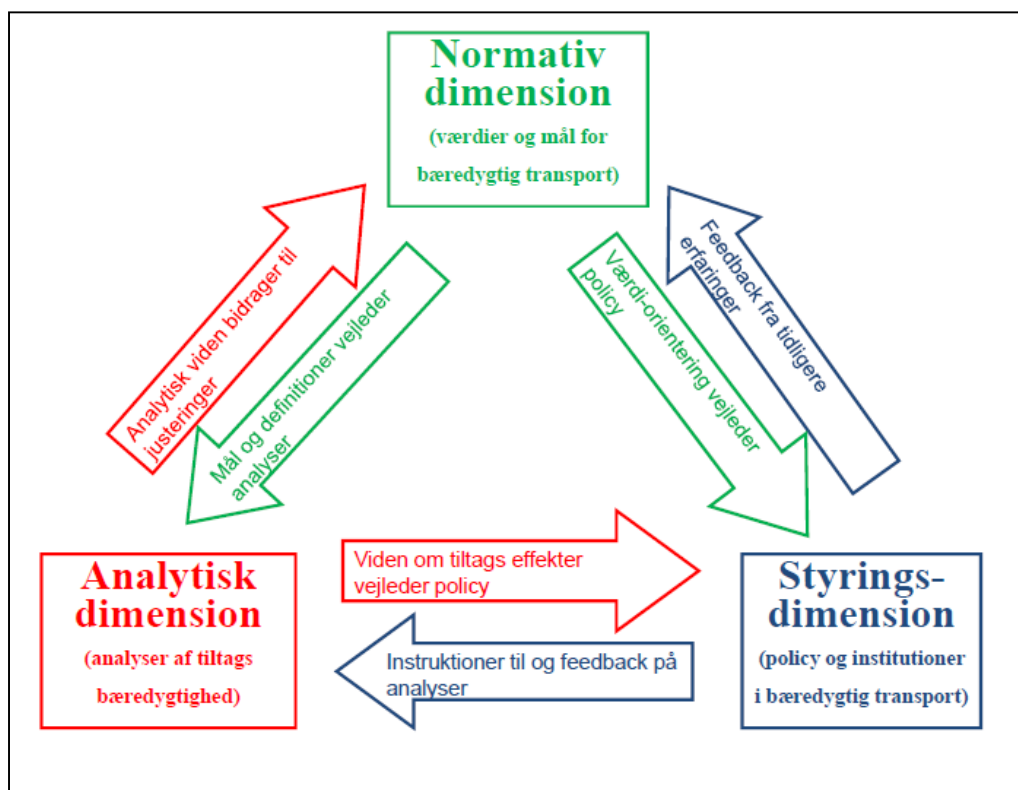 Normativ
dimension
(værdier og mål for
bæredygtig transport)
Analytisk viden bidrager til
justeringer
Mål og definitioner vejleder
analyser
Værdi-orientering vejleder
policy
Feedback fra tidligere
erfaringer
Analytisk
dimension
(analyser af tiltags
bæredygtighed)
Viden om tiltags effekter
vejleder policy
Instruktioner til og feedback på
analyser
Styrings-
dimension
(policy og institutioner
i bæredygtig transport)